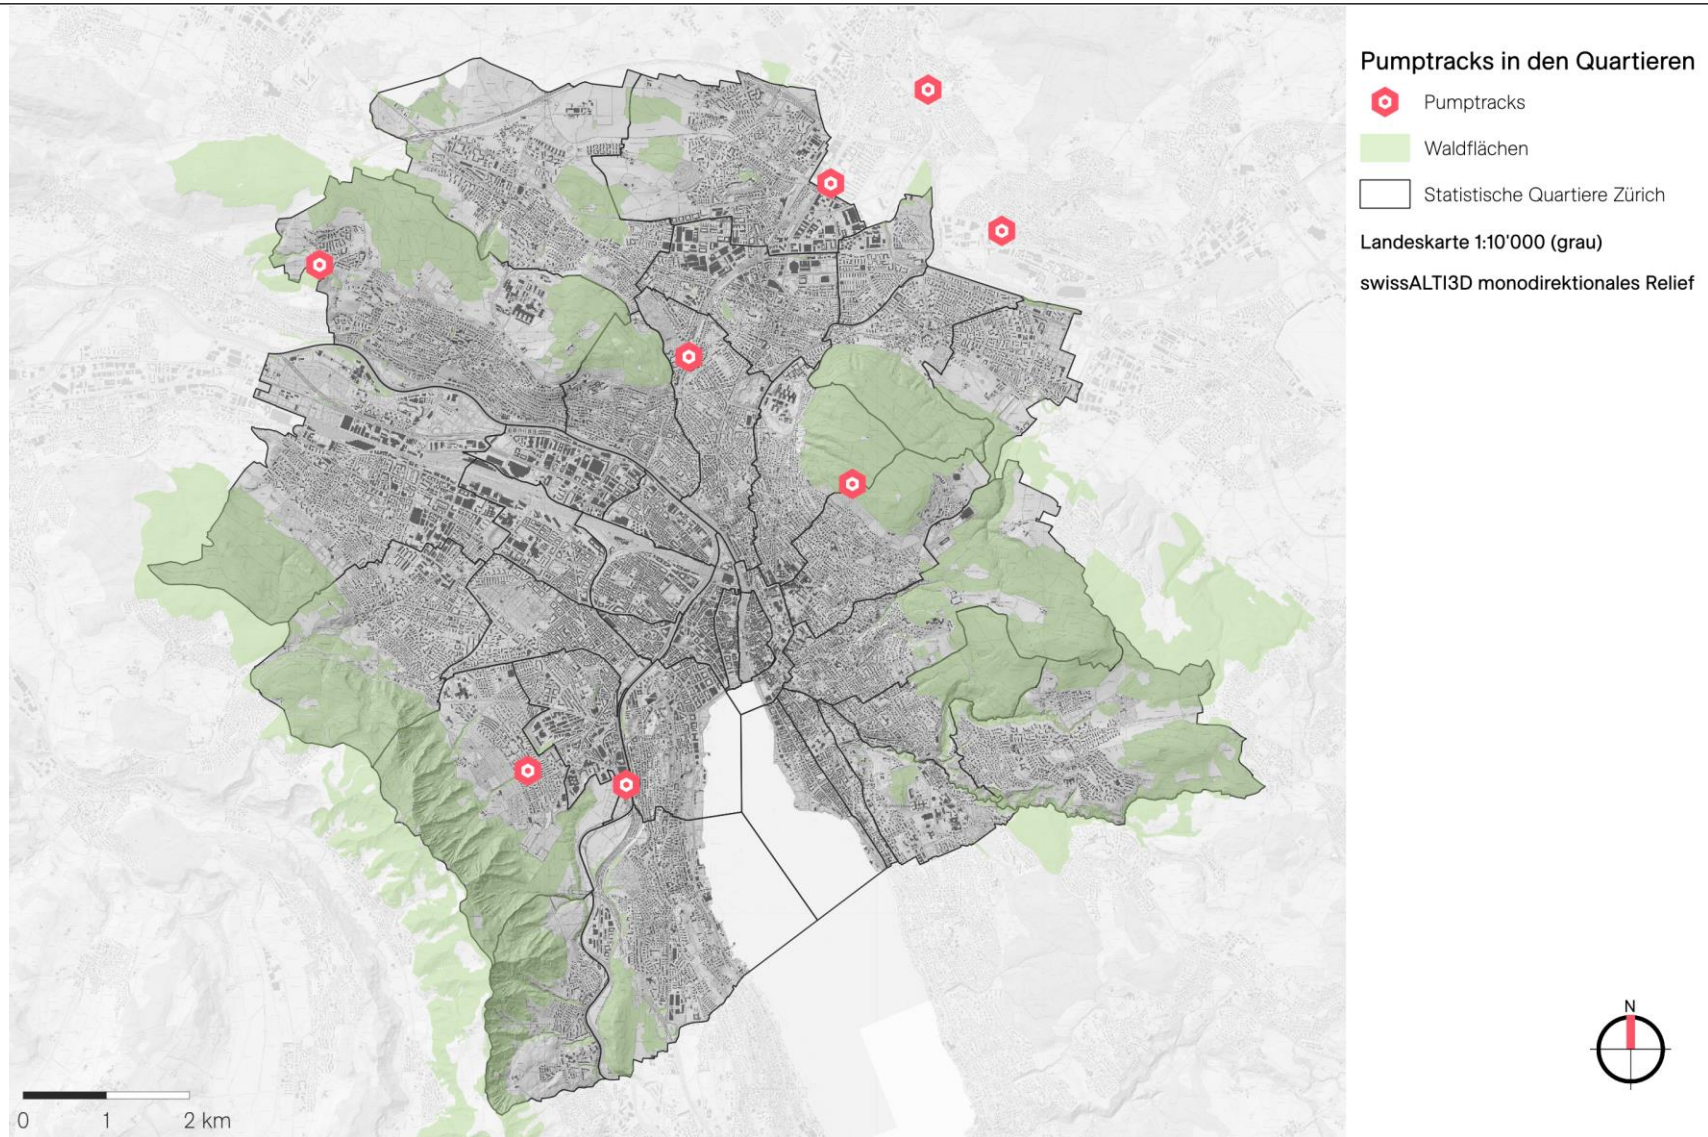 Pumptracks in den Quartieren
Pumptracks
Waldflächen
Statistische Quartiere Zürich
Landeskarte 1:10'000 (grau)
swissALTI3D monodirektionales Relief
N
0 1 2 km